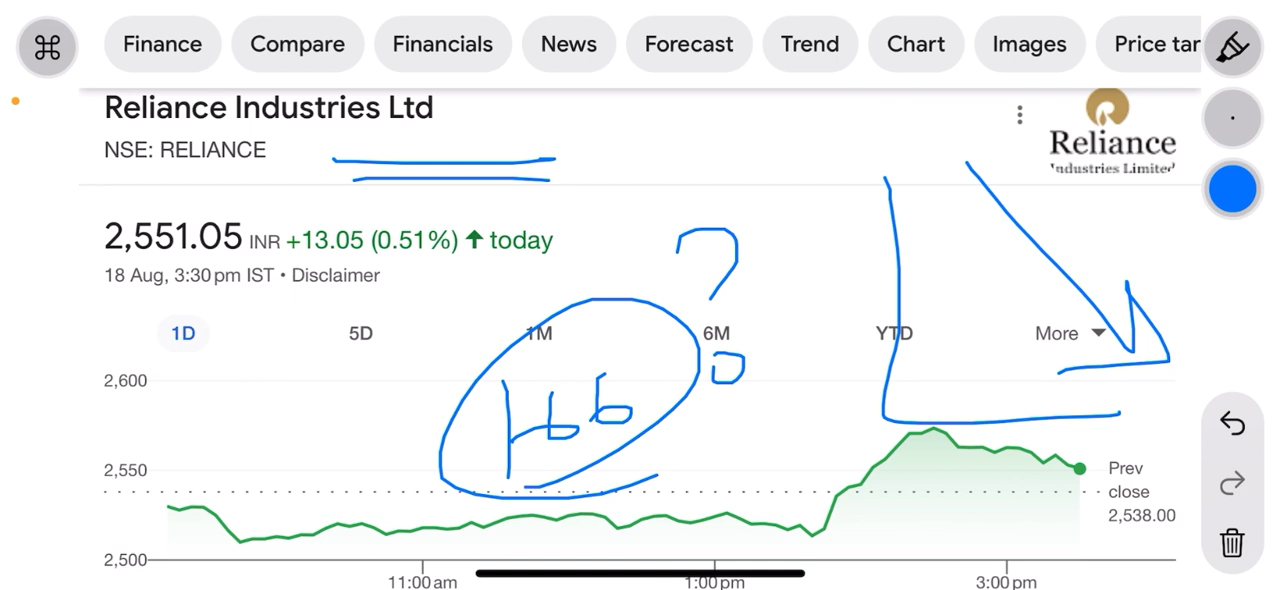 Finance Compare Financials News Forecast Trend Chart Images Price tar
Reliance Industries Ltd
NSE: RELIANCE
Reliance
Industries Limited
2,551.05 INR +13.05 (0.51%) ↑ today
18 Aug, 3:30 pm IST • Disclaimer
1D 5D 1M 6M YTD More
?
2,600
166
2,550
Prev
close
2,538.00
2,500
11:00 am 1:00 pm 3:00 pm